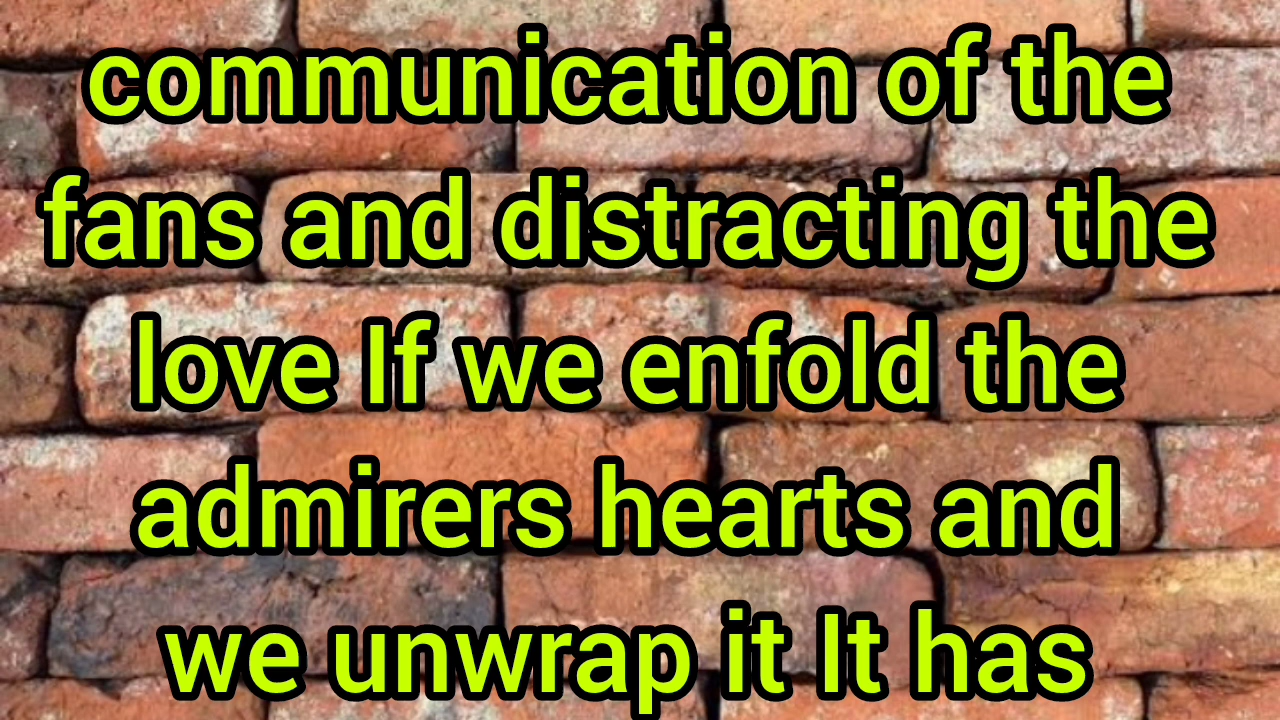 communication of the
fans and distracting the
love If we enfold the
admirers hearts and
we unwrap it It has